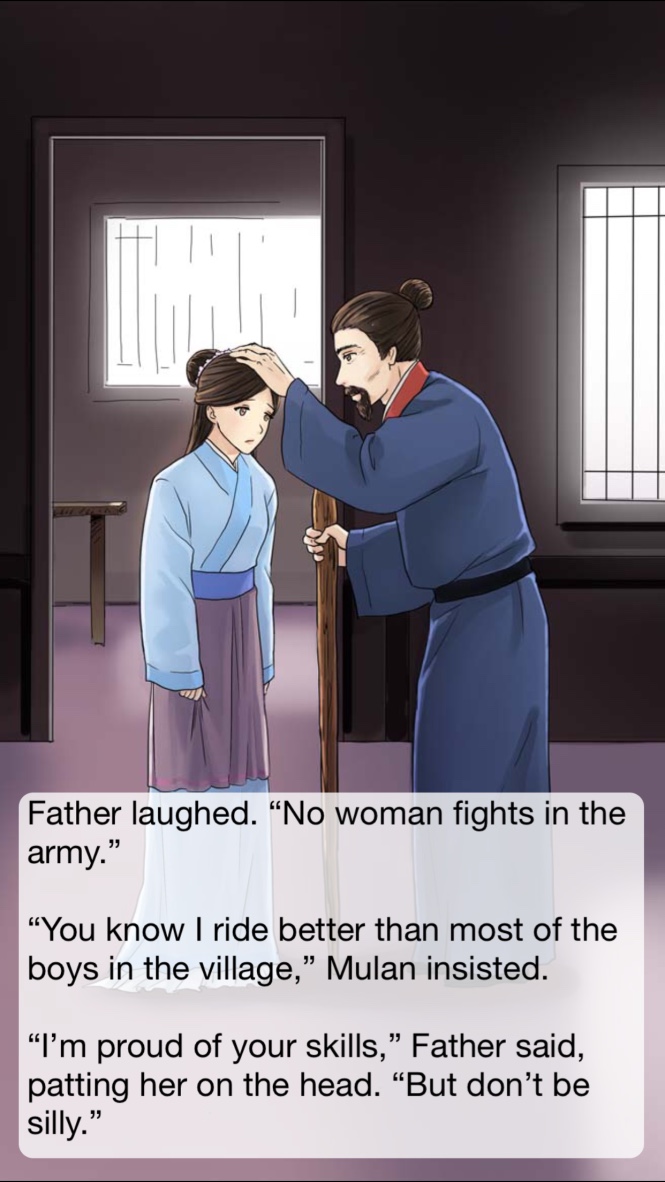 Father laughed. “No woman fights in the
army.”
“You know I ride better than most of the
boys in the village,” Mulan insisted.
“I’m proud of your skills,” Father said,
patting her on the head. “But don’t be
silly.”